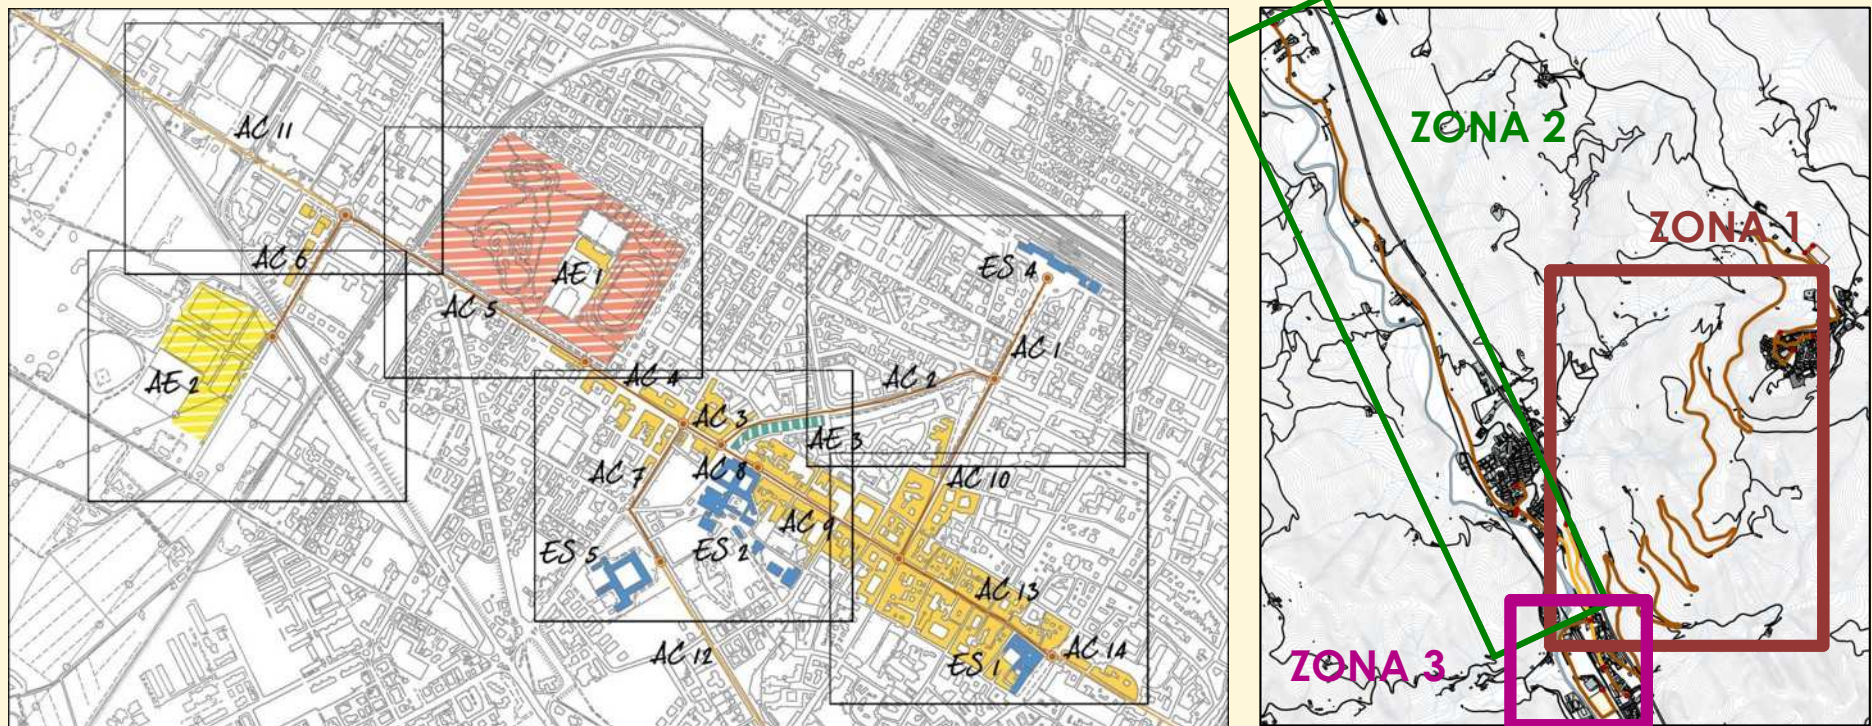 AC 11
AC 6
AE 1
AC 5
AE 2
ES 4
AC 1
AC 2
AC 4
AC 3
AE 3
AC 8
AC 7
AC 10
AC 9
ES 2
ES 5
AC 13
AC 12
ES 1
AC 14
ZONA 2
ZONA 1
ZONA 3